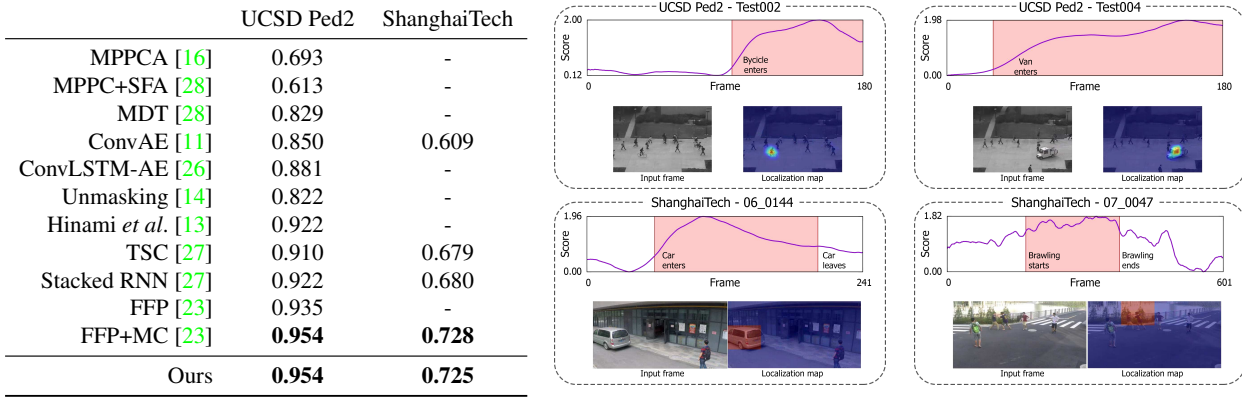 UCSD Ped2 ShanghaiTech
MPPCA [16] 0.693 -
MPPC+SFA [28] 0.613 -
MDT [28] 0.829 -
ConvAE [11] 0.850 0.609
ConvLSTM-AE [26] 0.881 -
Unmasking [14] 0.822 -
Hinami et al. [13] 0.922 -
TSC [27] 0.910 0.679
Stacked RNN [27] 0.922 0.680
FFP [23] 0.935 -
FFP+MC [23] 0.954 0.728
Ours 0.954 0.725
UCSD Ped2 - Test002
2.00
Score
Bycicle
enters
0.12
0 Frame 180
Input frame Localization map
UCSD Ped2 - Test004
1.98
Score
Van
enters
0.00
0 Frame 180
Input frame Localization map
ShanghaiTech - 06_0144
1.96
Score
Car
enters
Car
leaves
0.00
0 Frame 241
Input frame Localization map
ShanghaiTech - 07_0047
1.82
Score
Brawling
starts
Brawling
ends
0.00
0 Frame 601
Input frame Localization map